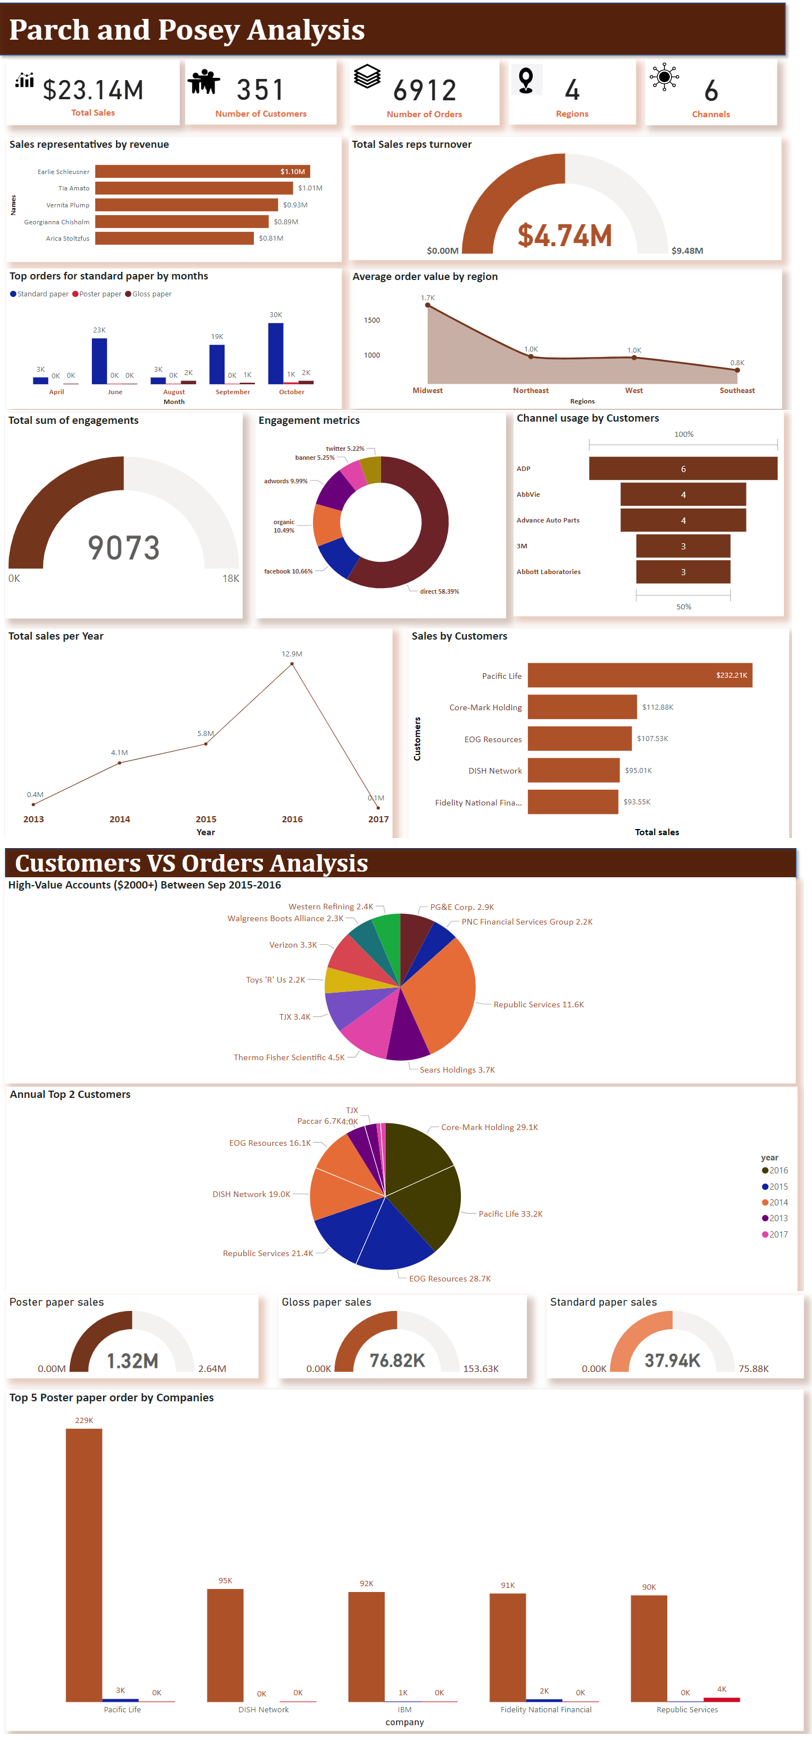 Parch and Posey Analysis
$23.14M
Total Sales
351
Number of Customers
6912
Number of Orders
4
Regions
6
Channels
Sales representatives by revenue
Names
Earlie Schleusner
$1.10M
Tia Amato
$1.01M
Vernita Plump
$0.93M
Georgianna Chisholm
$0.89M
Arica Stoltzfus
$0.81M
Total Sales reps turnover
$4.74M
$0.00M
$9.48M
Top orders for standard paper by months
Standard paper Poster paper Gloss paper
3K 0K 0K
23K 0K 0K
3K 0K 2K
19K 0K 1K
30K 1K 2K
April June August September October
Month
Average order value by region
1500
1000
1.7K
1.0K
1.0K
0.8K
Midwest Northeast West Southeast
Regions
Total sum of engagements
9073
0K
18K
Engagement metrics
twitter 5.22%
banner 5.25%
adwords 9.99%
organic
10.49%
facebook 10.66%
direct 58.39%
Channel usage by Customers
100%
ADP
6
AbbVie
4
Advance Auto Parts
4
3M
3
Abbott Laboratories
3
50%
Total sales per Year
0.4M
4.1M
5.8M
12.9M
0.1M
2013 2014 2015 2016 2017
Year
Sales by Customers
Customers
Pacific Life
$232.21K
Core-Mark Holding
$112.88K
EOG Resources
$107.53K
DISH Network
$95.01K
Fidelity National Fina...
$93.55K
Total sales
Customers VS Orders Analysis
High-Value Accounts ($2000+) Between Sep 2015-2016
Western Refining 2.4K
PG&E Corp. 2.9K
Walgreens Boots Alliance 2.3K
PNC Financial Services Group 2.2K
Verizon 3.3K
Toys 'R' Us 2.2K
Republic Services 11.6K
TJX 3.4K
Thermo Fisher Scientific 4.5K
Sears Holdings 3.7K
Annual Top 2 Customers
TJX
4.0K
Paccar 6.7K
Core-Mark Holding 29.1K
EOG Resources 16.1K
DISH Network 19.0K
Pacific Life 33.2K
Republic Services 21.4K
EOG Resources 28.7K
year
2016
2015
2014
2013
2017
Poster paper sales
1.32M
0.00M
2.64M
Gloss paper sales
76.82K
0.00K
153.63K
Standard paper sales
37.94K
0.00K
75.88K
Top 5 Poster paper order by Companies
229K 3K 0K
95K 0K 0K
92K 1K 0K
91K 2K 0K
90K 0K 4K
Pacific Life DISH Network IBM Fidelity National Financial Republic Services
company